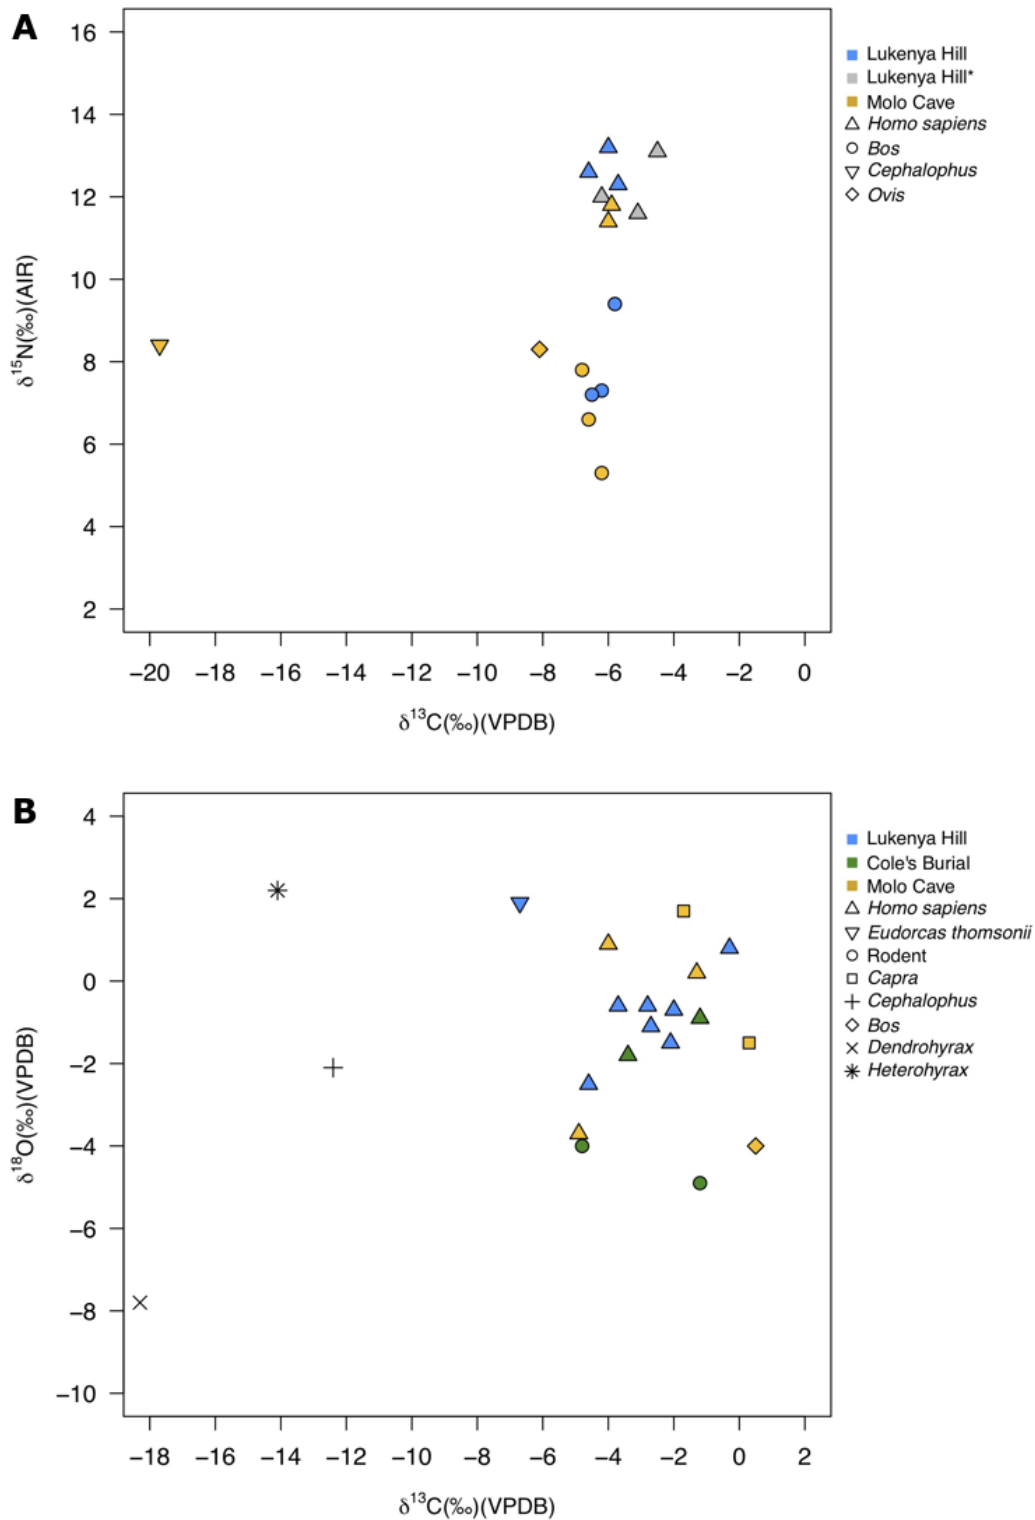 A
16
14
12
10
8
6
4
2
δ15N(‰)(AIR)
−20 −18 −16 −14 −12 −10 −8 −6 −4 −2 0
δ13C(‰)(VPDB)
Lukenya Hill
Lukenya Hill*
Molo Cave
Homo sapiens
Bos
Cephalophus
Ovis
B
4
2
0
−2
−4
−6
−8
−10
δ18O(‰)(VPDB)
−18 −16 −14 −12 −10 −8 −6 −4 −2 0 2
δ13C(‰)(VPDB)
Lukenya Hill
Cole's Burial
Molo Cave
Homo sapiens
Eudorcas thomsonii
Rodent
Capra
Cephalophus
Bos
Dendrohyrax
Heterohyrax